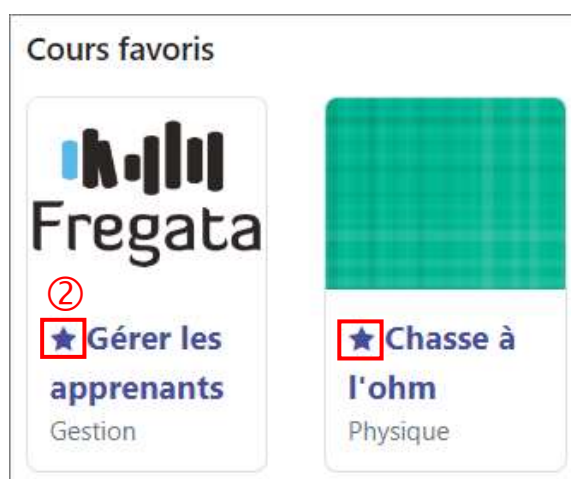 Cours favoris
Fregata
②
Gérer les
apprenants
Gestion
Chasse à
l'ohm
Physique